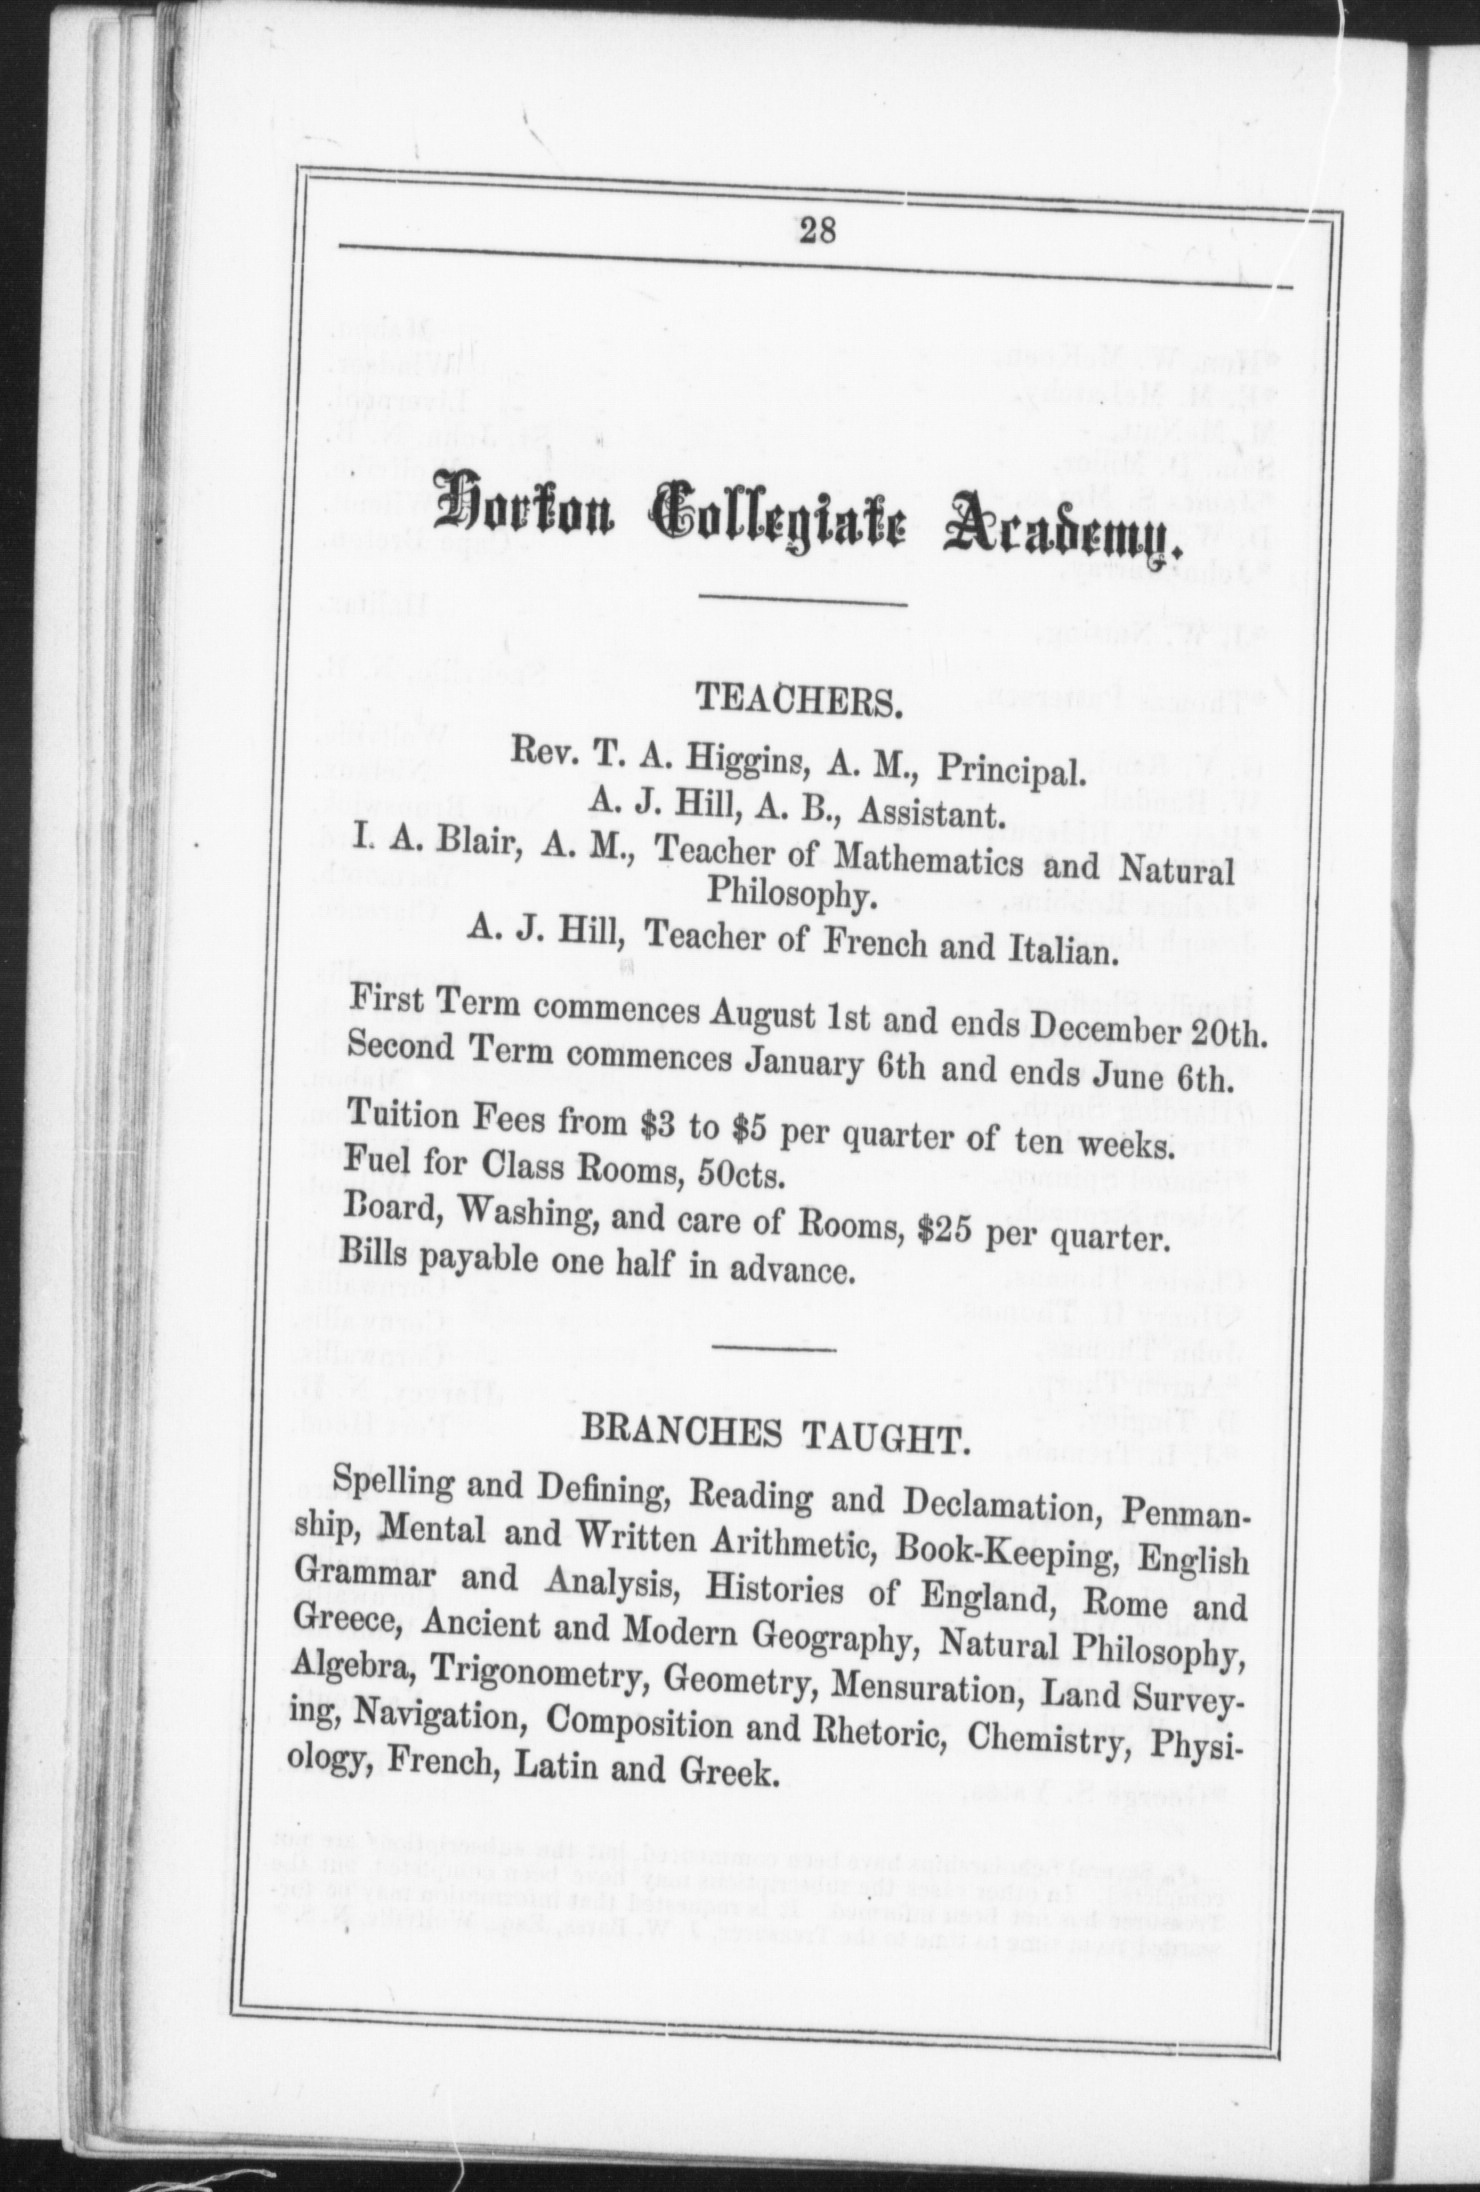 28
Horton Collegiate Academy.
TEACHERS.
Rev. T. A. Higgins, A. M., Principal.
A. J. Hill, A. B., Assistant.
I. A. Blair, A. M., Teacher of Mathematics and Natural
Philosophy.
A. J. Hill, Teacher of French and Italian.
First Term commences August 1st and ends December 20th.
Second Term commences January 6th and ends June 6th.
Tuition Fees from $3 to $5 per quarter of ten weeks.
Fuel for Class Rooms, 50cts.
Board, Washing, and care of Rooms, $25 per quarter.
Bills payable one half in advance.
BRANCHES TAUGHT.
Spelling and Defining, Reading and Declamation, Penman-
ship, Mental and Written Arithmetic, Book-Keeping, English
Grammar and Analysis, Histories of England, Rome and
Greece, Ancient and Modern Geography, Natural Philosophy,
Algebra, Trigonometry, Geometry, Mensuration, Land Survey-
ing, Navigation, Composition and Rhetoric, Chemistry, Physi-
ology, French, Latin and Greek.